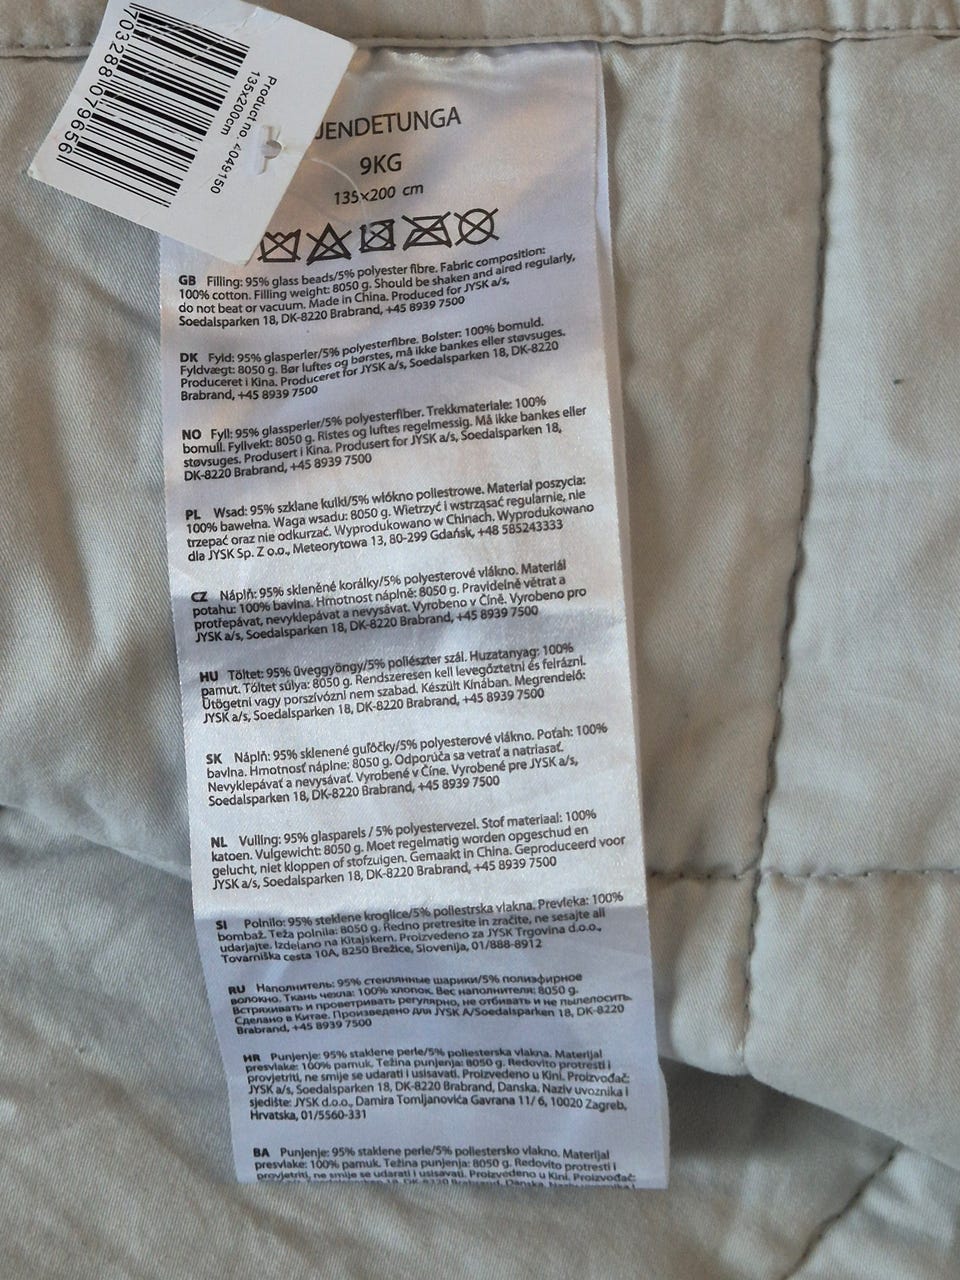 7032880796561
Product no. 4049150
135x200cm
JENDETUNGA
9KG
135x200 cm
GB Filling: 95% glass beads/5% polyester fibre. Fabric composition:
100% cotton. Filling weight: 8050 g. Should be shaken and aired regularly,
do not beat or vacuum. Made in China. Produced for JYSK a/s,
Soedalsparken 18, DK-8220 Brabrand, +45 8939 7500
DK Fyld: 95% glasperler/5% polyesterfibre. Bolster: 100% bomuld.
Fyldvægt: 8050 g. Bør luftes og børstes, må ikke bankes eller støvsuges.
Produceret i Kina. Produceret for JYSK a/s, Soedalsparken 18, DK-8220
Brabrand, +45 8939 7500
NO Fyll: 95% glassperler/5% polyesterfiber. Trekkmateriale: 100%
bomull. Fyllvekt: 8050 g. Ristes og luftes regelmessig. Må ikke bankes eller
støvsuges. Produsert i Kina. Produsert for JYSK a/s, Soedalsparken 18,
DK-8220 Brabrand, +45 8939 7500
PL Wsad: 95% szklane kulki/5% włókno poliestrowe. Materiał poszycia:
100% bawełna. Waga wsadu: 8050 g. Wietrzyć i wstrząsać regularnie, nie
trzepać oraz nie odkurzać. Wyprodukowano w Chinach. Wyprodukowano
dla JYSK Sp. Z o.o., Meteorytowa 13, 80-299 Gdańsk, +48 585243333
CZ Náplň: 95% skleněné korálky/5% polyesterové vlákno. Materiál
potahu: 100% bavlna. Hmotnost náplně: 8050 g. Pravidelně větrat a
protřepávat, nevyklepávat a nevysávat. Vyrobeno v Číně. Vyrobeno pro
JYSK a/s, Soedalsparken 18, DK-8220 Brabrand, +45 8939 7500
HU Töltet: 95% üveggyöngy/5% poliészter szál. Huzatanyag: 100%
pamut. Töltet súlya: 8050 g. Rendszeresen kell levegőztetni és felrázni.
Ütögetni vagy porszívózni nem szabad. Készült Kínában. Megrendelő:
JYSK a/s, Soedalsparken 18, DK-8220 Brabrand, +45 8939 7500
SK Náplň: 95% sklenené guľôčky/5% polyesterové vlákno. Poťah: 100%
bavlna. Hmotnosť náplne: 8050 g. Odporúča sa vetrať a natriasať.
Nevyklepávať a nevysávať. Vyrobené v Číne. Vyrobené pre JYSK a/s,
Soedalsparken 18, DK-8220 Brabrand, +45 8939 7500
NL Vulling: 95% glasparels / 5% polyestervezel. Stof materiaal: 100%
katoen. Vulgewicht: 8050 g. Moet regelmatig worden opgeschud en
gelucht, niet kloppen of stofzuigen. Gemaakt in China. Geproduceerd voor
JYSK a/s, Soedalsparken 18, DK-8220 Brabrand, +45 8939 7500
SI Polnilo: 95% steklene kroglice/5% poliestrska vlakna. Prevleka: 100%
bombaž. Teža polnila: 8050 g. Redno pretresite in zračite, ne sesajte ali
udarjajte. Izdelano na Kitajskem. Proizvedeno za JYSK Trgovina d.o.o.,
Tovarniška cesta 10A, 8250 Brežice, Slovenija, 01/888-8912
RU Наполнитель: 95% стеклянные шарики/5% полиэфирное
волокно. Ткань чехла: 100% хлопок. Вес наполнителя: 8050 g.
Встряхивать и проветривать регулярно, не отбивать и не пылесосить.
Сделано в Китае. Произведено для JYSK A/Soedalsparken 18, DK-8220
Brabrand, +45 8939 7500
HR Punjenje: 95% staklene perle/5% poliesterska vlakna. Materijal
presvlake: 100% pamuk. Težina punjenja: 8050 g. Redovito protresti i
provjetriti, ne smije se udarati i usisavati. Proizvedeno u Kini. Proizvođač:
JYSK a/s, Soedalsparken 18, DK-8220 Brabrand, Danska. Naziv uvoznika i
sjedište: JYSK d.o.o., Damira Tomljanovića Gavrana 11/ 6, 10020 Zagreb,
Hrvatska, 01/5560-331
BA Punjenje: 95% staklene perle/5% poliestersko vlakno. Materijal
presvlake: 100% pamuk. Težina punjenja: 8050 g. Redovito protresti i
provjetriti, ne smije se udarati i usisavati. Proizvedeno u Kini. Proizvođač: